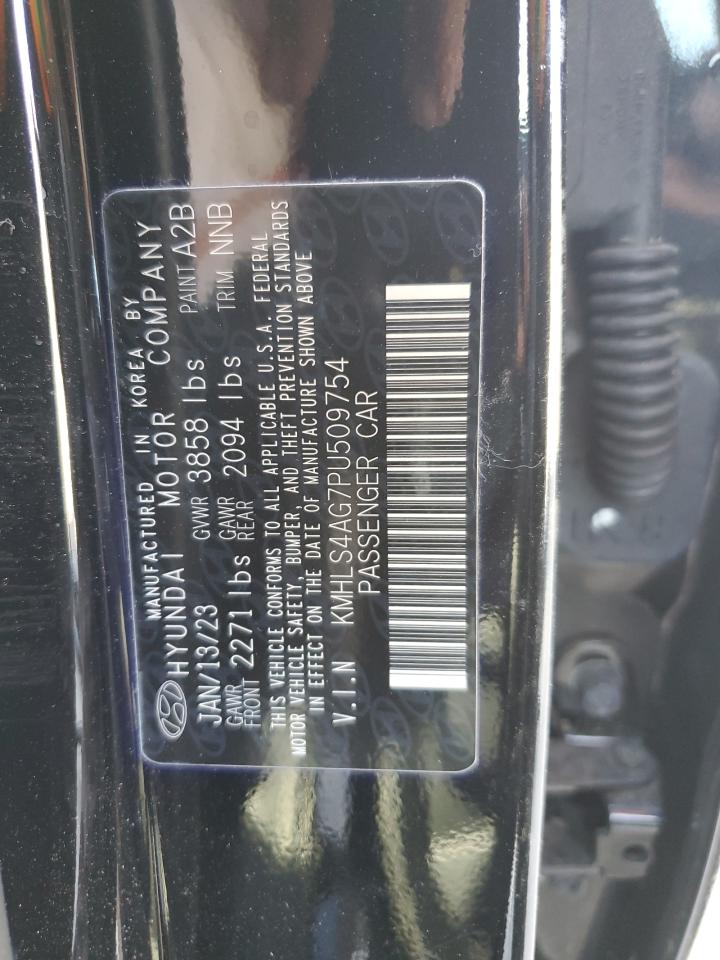 MANUFACTURED IN KOREA BY
HYUNDAI MOTOR COMPANY
JAN/13/23 GVWR 3858 lbs PAINT A2B
GAWR FRONT 2271 lbs GAWR REAR 2094 lbs TRIM NNB
THIS VEHICLE CONFORMS TO ALL APPLICABLE U.S.A. FEDERAL
MOTOR VEHICLE SAFETY, BUMPER, AND THEFT PREVENTION STANDARDS
IN EFFECT ON THE DATE OF MANUFACTURE SHOWN ABOVE
V.I.N KMHLS4AG7PU509754
PASSENGER CAR